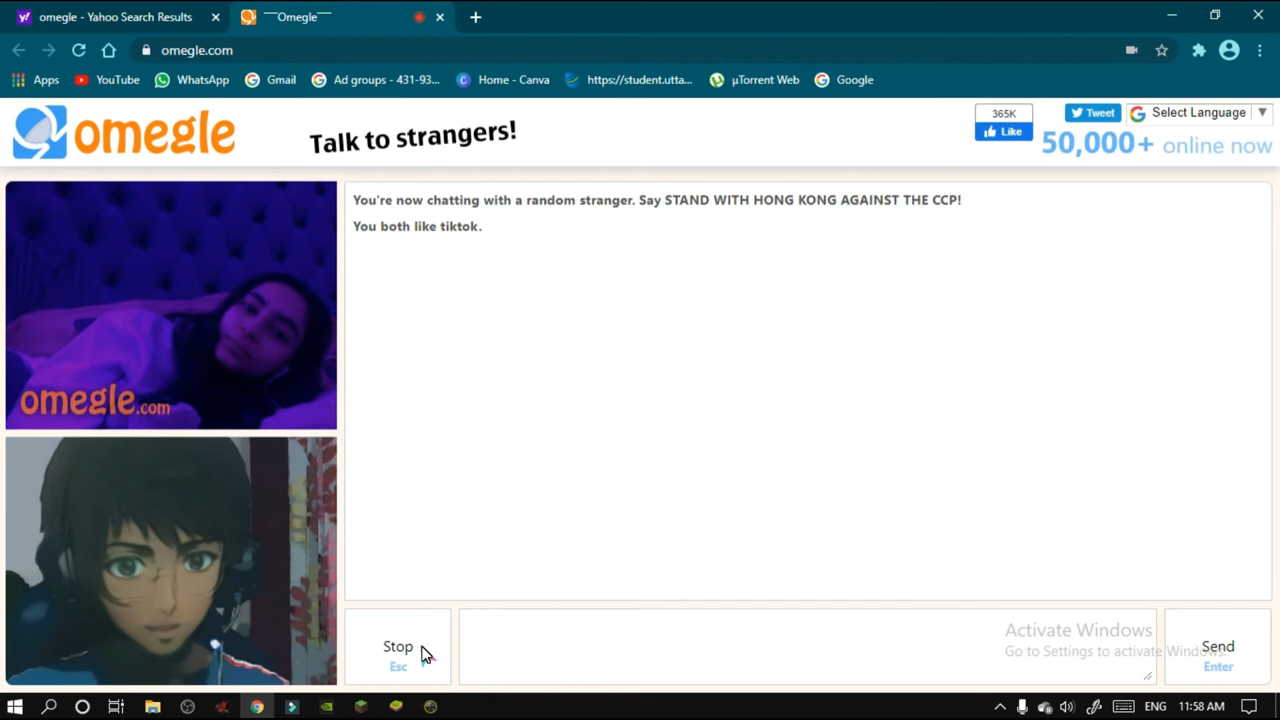 omegle - Yahoo Search Results
Omegle
omegle.com
Apps
YouTube
WhatsApp
Gmail
Ad groups - 431-93...
Home - Canva
https://student.utta...
µTorrent Web
Google
omegle
Talk to strangers!
365K
Like
Tweet
Select Language
50,000+ online now
You're now chatting with a random stranger. Say STAND WITH HONG KONG AGAINST THE CCP!
You both like tiktok.
omegle.com
Stop
Esc
Activate Windows
Go to Settings to activate Windows.
Send
Enter
ENG
11:58 AM